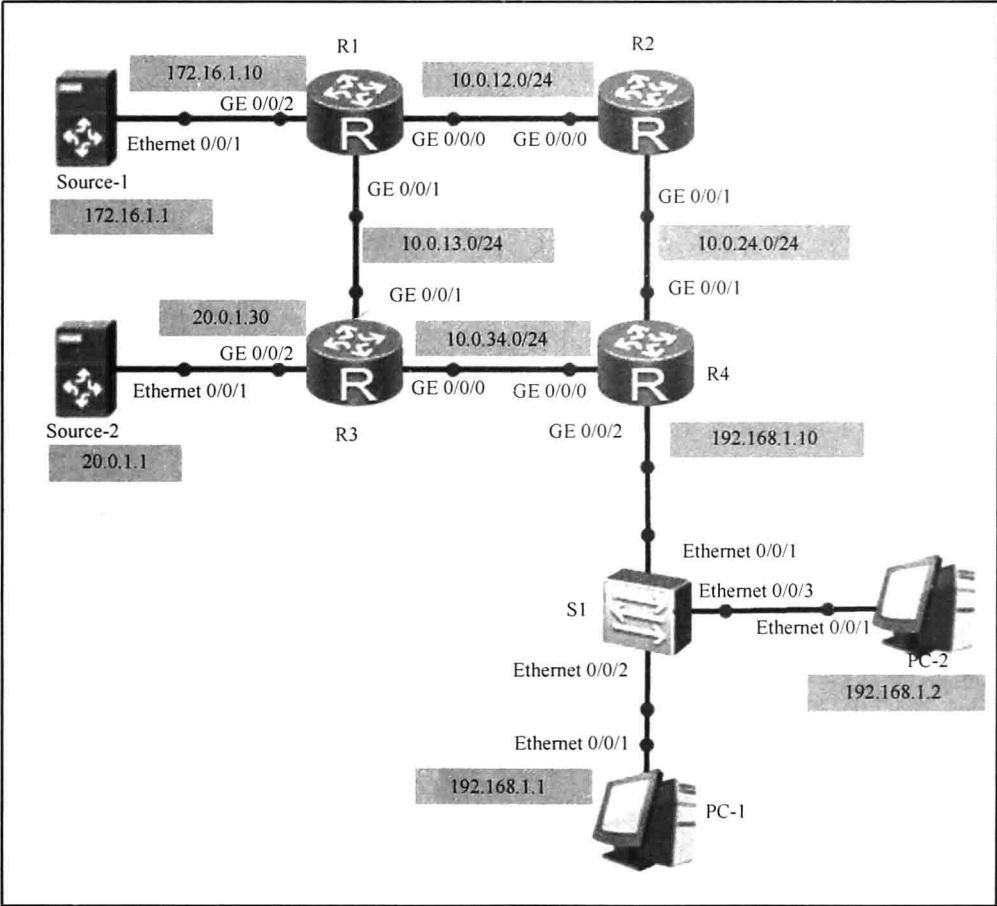 R1
R2
172.16.1.10
10.0.12.0/24
GE 0/0/2
Ethernet 0/0/1
GE 0/0/0
GE 0/0/0
Source-1
172.16.1.1
GE 0/0/1
GE 0/0/1
10.0.13.0/24
10.0.24.0/24
GE 0/0/1
GE 0/0/1
20.0.1.30
10.0.34.0/24
GE 0/0/2
Ethernet 0/0/1
GE 0/0/0
GE 0/0/0
R4
Source-2
R3
GE 0/0/2
192.168.1.10
20.0.1.1
Ethernet 0/0/1
Ethernet 0/0/3
S1
Ethernet 0/0/1
PC-2
Ethernet 0/0/2
192.168.1.2
Ethernet 0/0/1
192.168.1.1
PC-1
R
R
R
R